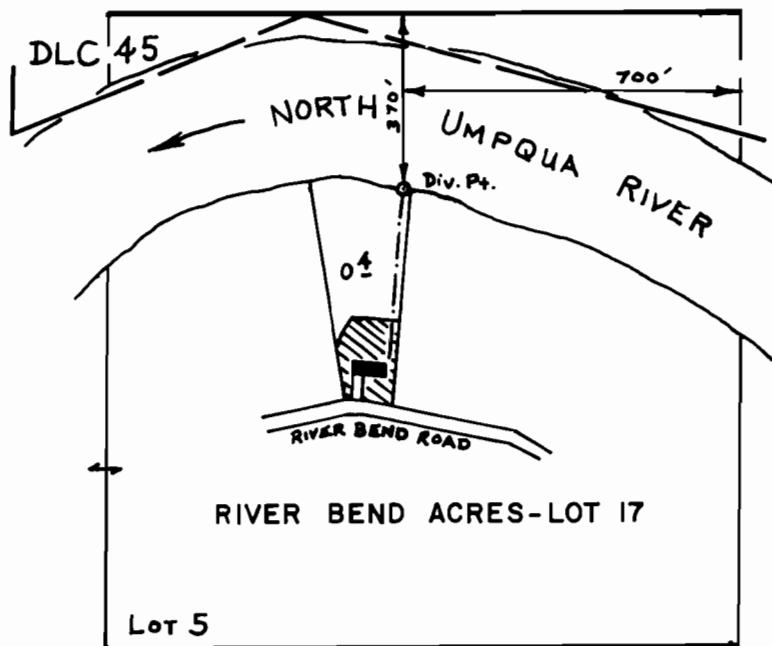 DLC 45
700'
370'
NORTH UMPQUA RIVER
Div. Pt.
0 4
RIVER BEND ROAD
RIVER BEND ACRES-LOT 17
LOT 5